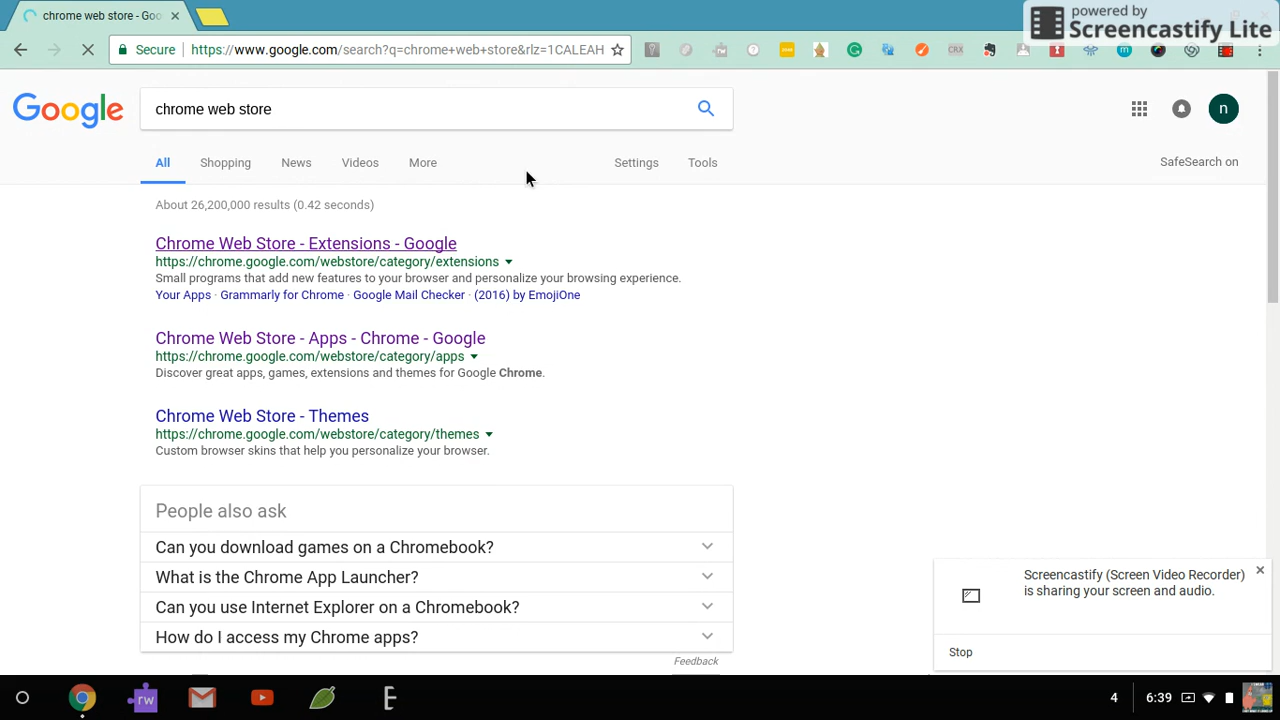 chrome web store - Goo
powered by
Screencastify Lite
Secure
https://www.google.com/search?q=chrome+web+store&rlz=1CALEAH
CRX
Google
chrome web store
n
All
Shopping
News
Videos
More
Settings
Tools
SafeSearch on
About 26,200,000 results (0.42 seconds)
Chrome Web Store - Extensions - Google
https://chrome.google.com/webstore/category/extensions
Small programs that add new features to your browser and personalize your browsing experience.
Your Apps · Grammarly for Chrome · Google Mail Checker · (2016) by EmojiOne
Chrome Web Store - Apps - Chrome - Google
https://chrome.google.com/webstore/category/apps
Discover great apps, games, extensions and themes for Google Chrome.
Chrome Web Store - Themes
https://chrome.google.com/webstore/category/themes
Custom browser skins that help you personalize your browser.
People also ask
Can you download games on a Chromebook?
What is the Chrome App Launcher?
Can you use Internet Explorer on a Chromebook?
How do I access my Chrome apps?
Feedback
Screencastify (Screen Video Recorder)
is sharing your screen and audio.
Stop
rw
E
4
6:39